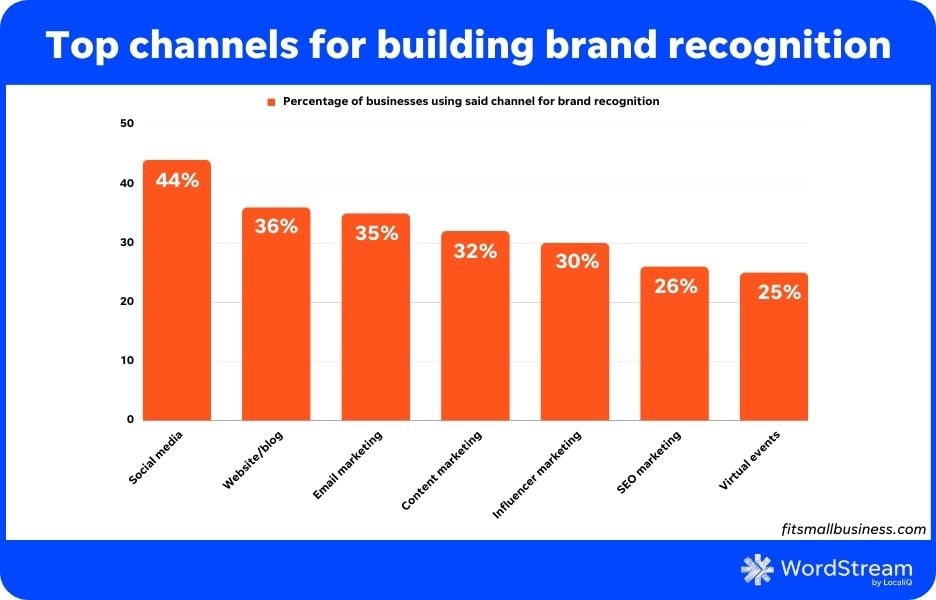 Top channels for building brand recognition
Percentage of businesses using said channel for brand recognition
50
40
30
20
10
0
44%
36%
35%
32%
30%
26%
25%
Social media
Website/blog
Email marketing
Content marketing
Influencer marketing
SEO marketing
Virtual events
fitsmallbusiness.com
WordStream
by LocaliQ